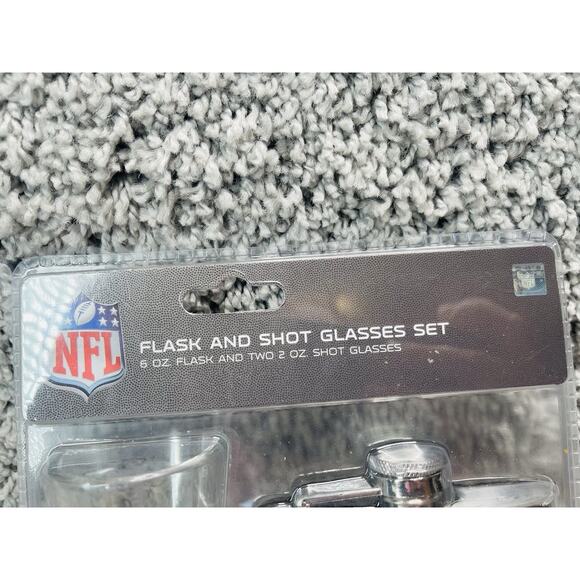 NFL
FLASK AND SHOT GLASSES SET
6 OZ. FLASK AND TWO 2 OZ. SHOT GLASSES